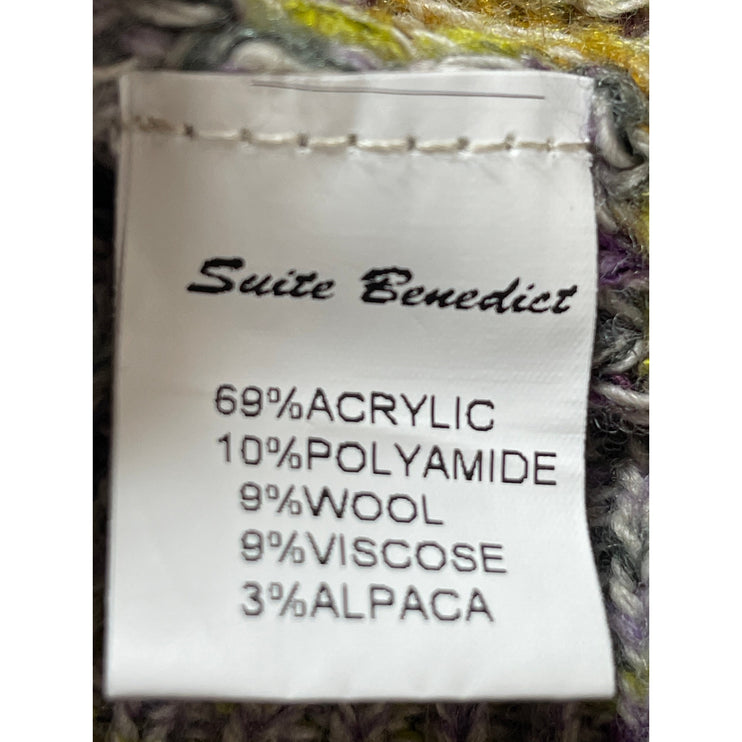 Suite Benedict
69%ACRYLIC
10%POLYAMIDE
9%WOOL
9%VISCOSE
3%ALPACA